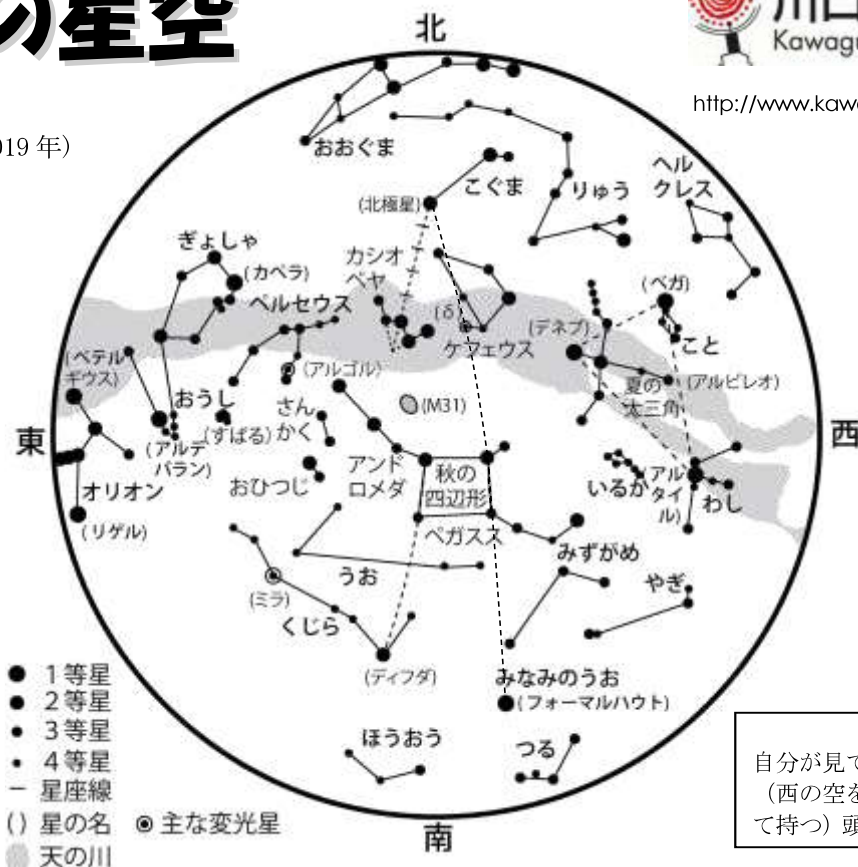 の星空
川口
Kawagu
http://www.kaw
019 年)
北
おおぐま
こぐま
(北極星)
りゅう
ヘル
クレス
ぎょしゃ
(カペラ)
カシオ
ペヤ
ペルセウス
(δ)
ケフェウス
(デネブ)
(ベガ)
こと
(ベテル
ギウス)
(アルゴル)
(M31)
夏の
大三角
(アルビレオ)
東
西
おうし
(すばる)
(アルデ
バラン)
さん
かく
オリオン
(リゲル)
おひつじ
アンド
ロメダ
秋の
四辺形
ペガスス
いるか
(アル
タイ
ル)
わし
うお
みずがめ
やぎ
(ミラ)
くじら
(ディフダ)
みなみのうお
(フォーマルハウト)
ほうおう
つる
南
1等星
2等星
3等星
4等星
星座線
() 星の名
主な変光星
天の川
自分が見て
(西の空を
て持つ) 頭